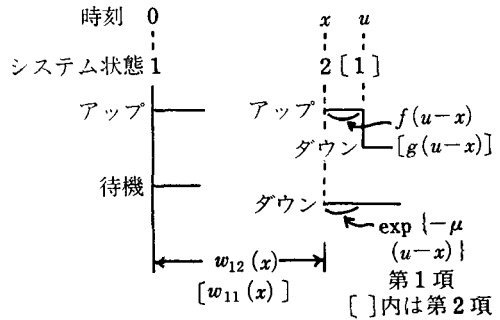 時刻 0 x u
システム状態 1 2 [1]
アップ アップ f(u−x)
ダウン [g(u−x)]
待機 ダウン
exp {−μ
w₁₂(x) (u−x)}
[w₁₁(x)] 第1項
[ ]内は第2項